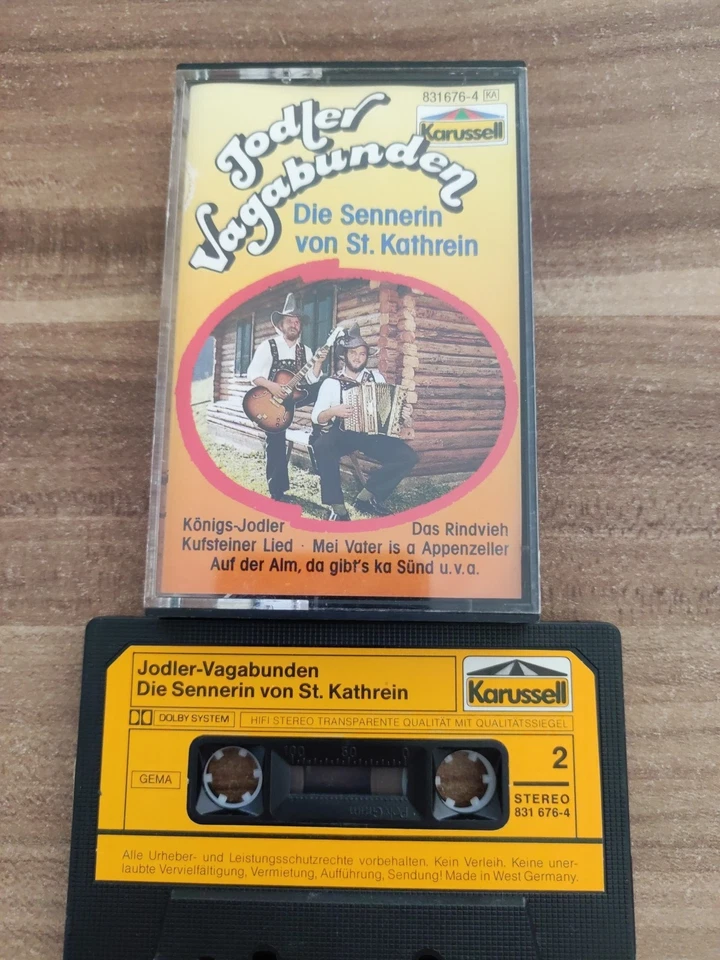 831676-4 KA
Karussell
Jodler
Vagabunden
Die Sennerin
von St. Kathrein
Königs-Jodler
Das Rindvieh
Kufsteiner Lied · Mei Vater is a Appenzeller
Auf der Alm, da gibt's ka Sünd u.v.a.
Jodler-Vagabunden
Die Sennerin von St. Kathrein
Karussell
DOLBY SYSTEM
HIFI STEREO TRANSPARENTE QUALITÄT MIT QUALITÄTSSIEGEL
100 50 0
2
GEMA
STEREO
831 676-4
Alle Urheber- und Leistungsschutzrechte vorbehalten. Kein Verleih. Keine uner-
laubte Vervielfältigung, Vermietung, Aufführung, Sendung! Made in West Germany.